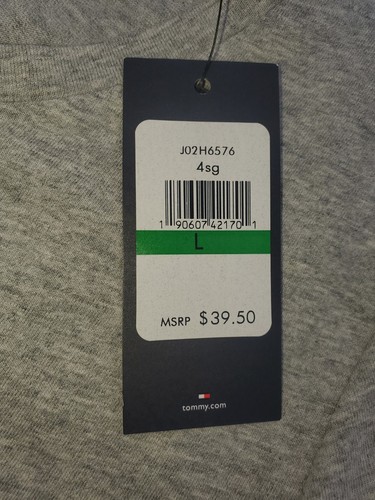 J02H6576
4sg
1 90607 42170 1
L
MSRP $39.50
tommy.com